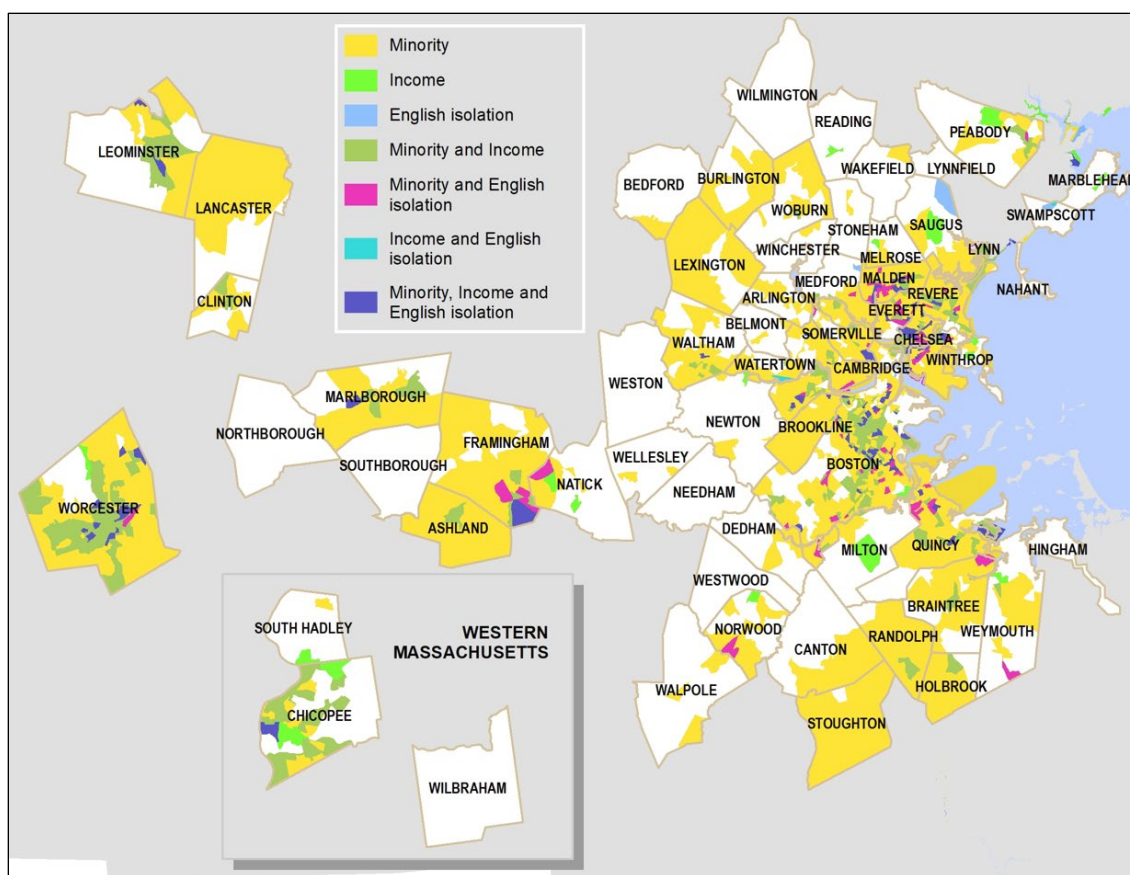 Minority
Income
English isolation
Minority and Income
Minority and English
isolation
Income and English
isolation
Minority, Income and
English isolation
WILMINGTON
READING
PEABODY
LEOMINSTER
BEDFORD
BURLINGTON
WAKEFIELD
LYNNFIELD
MARBLEHEAD
LANCASTER
WOBURN
SWAMPSCOTT
STONEHAM
SAUGUS
WINCHESTER
LYNN
LEXINGTON
MELROSE
MEDFORD
MALDEN
NAHANT
CLINTON
ARLINGTON
REVERE
EVERETT
BELMONT
SOMERVILLE
WALTHAM
CHELSEA
WINTHROP
WATERTOWN
CAMBRIDGE
WESTON
MARLBOROUGH
NEWTON
BROOKLINE
NORTHBOROUGH
FRAMINGHAM
WELLESLEY
SOUTHBOROUGH
BOSTON
NATICK
NEEDHAM
WORCESTER
ASHLAND
DEDHAM
MILTON
QUINCY
HINGHAM
WESTWOOD
BRAINTREE
SOUTH HADLEY
WESTERN
MASSACHUSETTS
NORWOOD
RANDOLPH
WEYMOUTH
CANTON
HOLBROOK
WALPOLE
CHICOPEE
STOUGHTON
WILBRAHAM